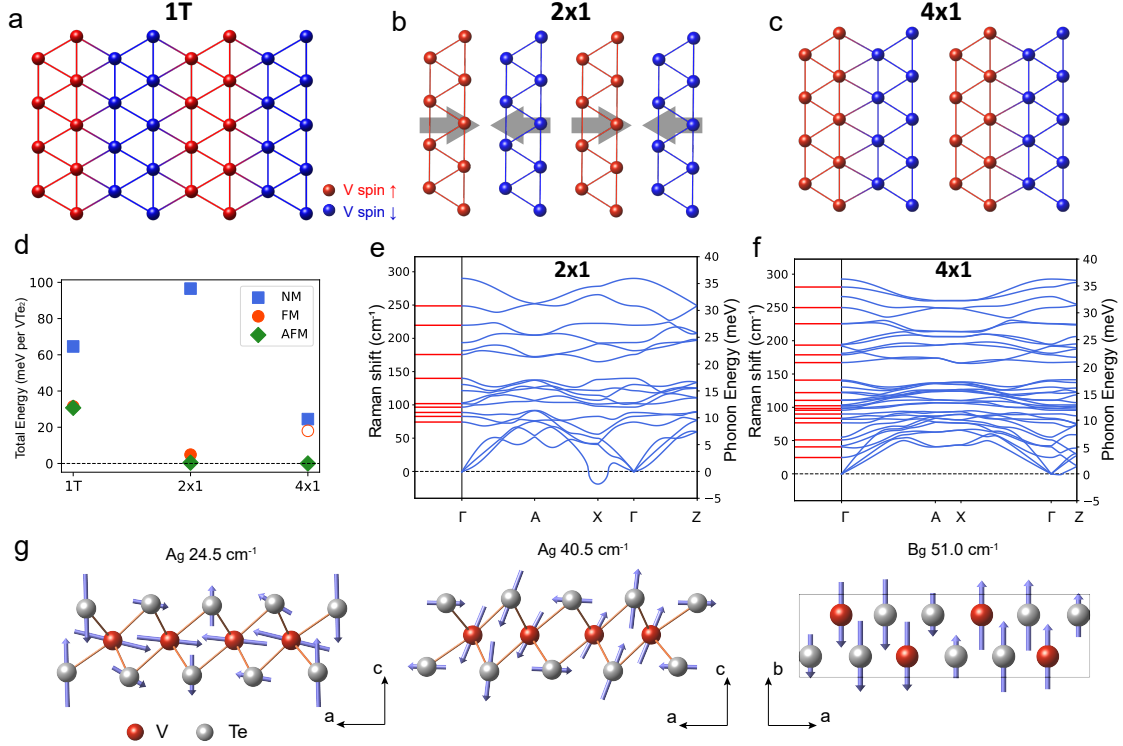 a
1T
b
2x1
c
4x1
V spin ↑
V spin ↓
d
Total Energy (meV per VTe₂)
100
80
60
40
20
0
1T
2x1
4x1
NM
FM
AFM
e
2x1
Raman shift (cm⁻¹)
300
250
200
150
100
50
0
Γ
A
X
Γ
Z
40
35
30
25
20
15
10
5
0
−5
Phonon Energy (meV)
f
4x1
Raman shift (cm⁻¹)
300
250
200
150
100
50
0
Γ
A
X
Γ
Z
40
35
30
25
20
15
10
5
0
−5
Phonon Energy (meV)
g
Ag 24.5 cm⁻¹
Ag 40.5 cm⁻¹
Bg 51.0 cm⁻¹
c
a
c
a
b
a
V
Te